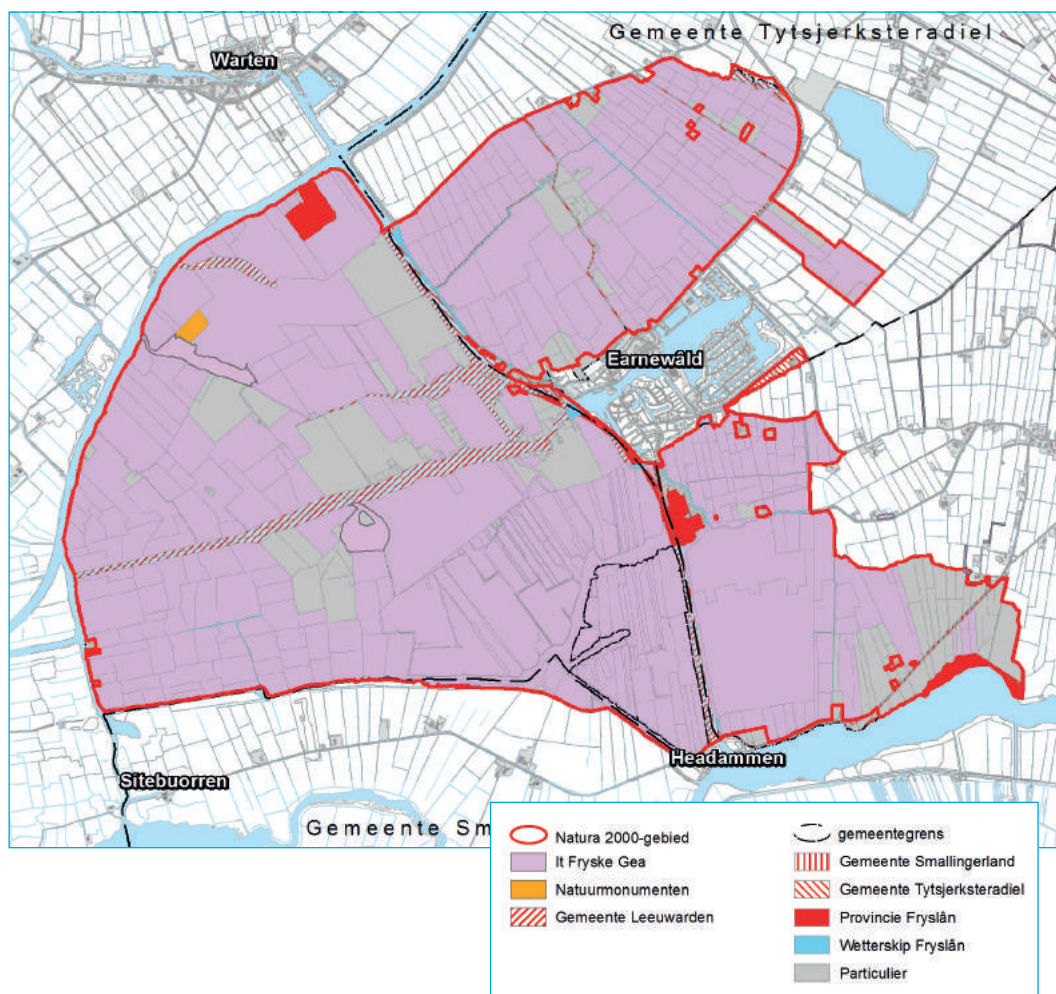 Gemeente Tytsjerksteradiel
Warten
Earnewâld
Headammen
Sitebuorren
Gemeente Sm
Natura 2000-gebied
It Fryske Gea
Natuurmonumenten
Gemeente Leeuwarden
gemeentegrens
Gemeente Smallingerland
Gemeente Tytsjerksteradiel
Provincie Fryslân
Wetterskip Fryslân
Particulier